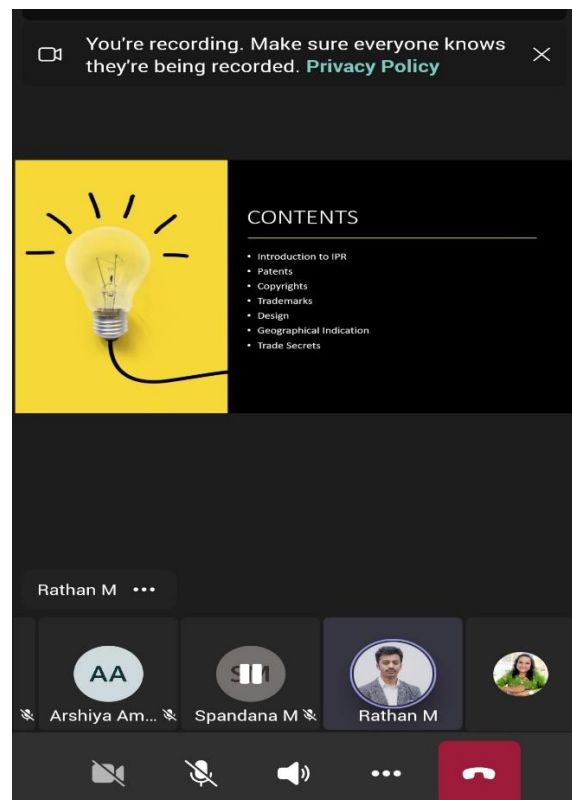 You're recording. Make sure everyone knows
they're being recorded. Privacy Policy
CONTENTS
• Introduction to IPR
• Patents
• Copyrights
• Trademarks
• Design
• Geographical Indication
• Trade Secrets
Rathan M •••
AA
Arshiya Am...
Spandana M
Rathan M